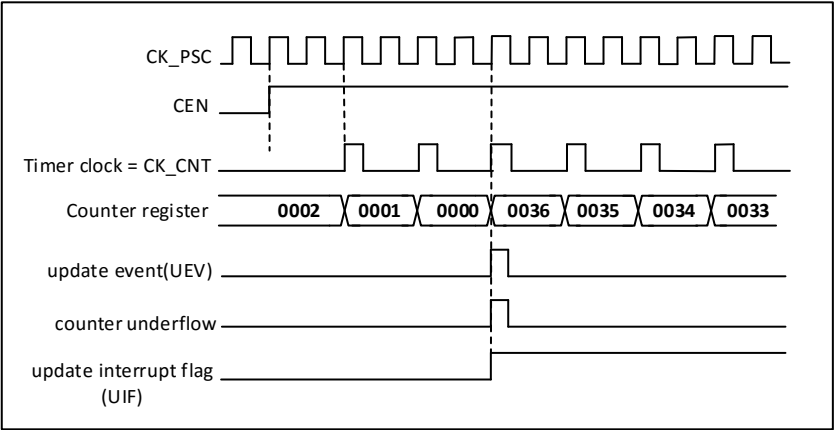 CK_PSC
CEN
Timer clock = CK_CNT
Counter register 0002 0001 0000 0036 0035 0034 0033
update event(UEV)
counter underflow
update interrupt flag
(UIF)